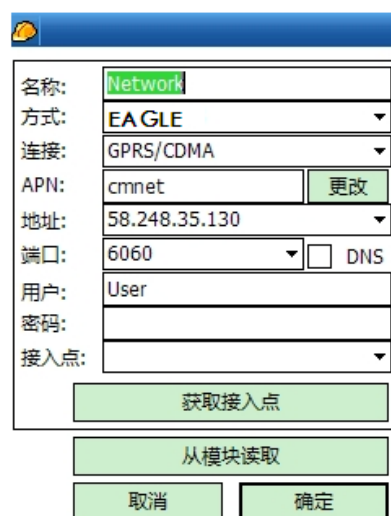 名称: Network
方式: EAGLE
连接: GPRS/CDMA
APN: cmnet 更改
地址: 58.248.35.130
端口: 6060 DNS
用户: User
密码:
接入点:
获取接入点
从模块读取
取消 确定